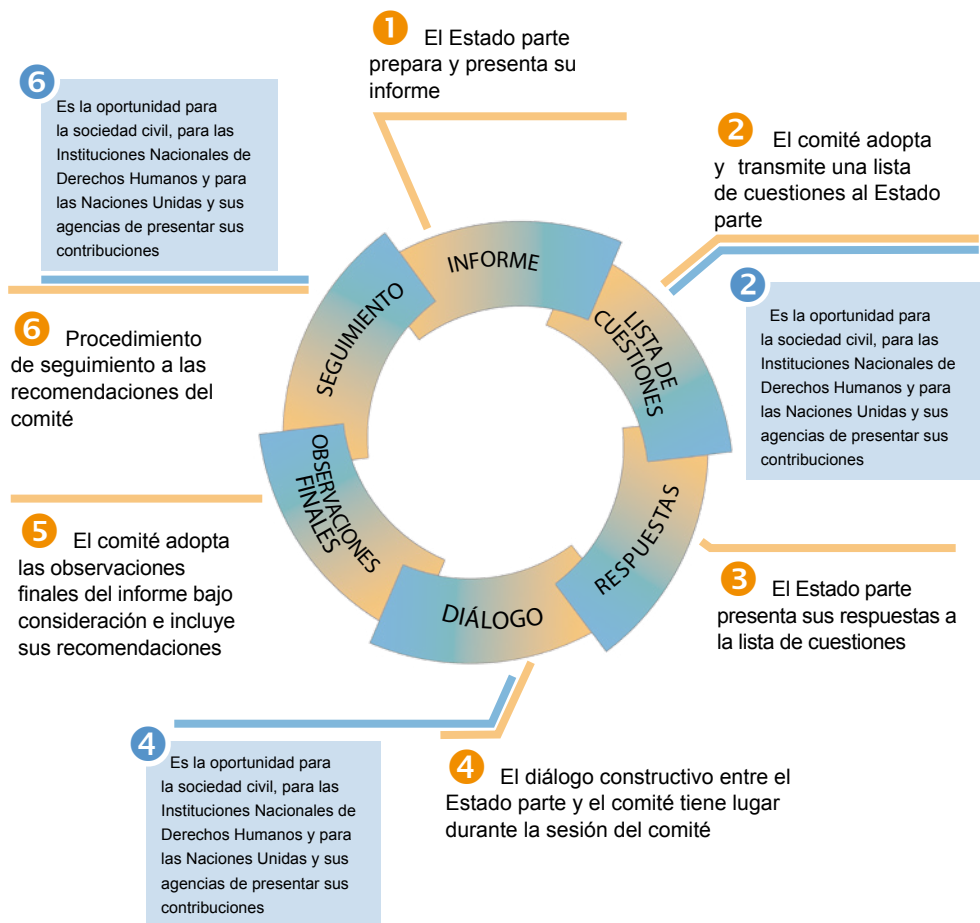 1 El Estado parte
prepara y presenta su
informe
6
Es la oportunidad para
la sociedad civil, para las
Instituciones Nacionales de
Derechos Humanos y para
las Naciones Unidas y sus
agencias de presentar sus
contribuciones
2 El comité adopta
y transmite una lista
de cuestiones al Estado
parte
INFORME
LISTA DE
CUESTIONES
RESPUESTAS
DIÁLOGO
OBSERVACIONES
FINALES
SEGUIMIENTO
2
Es la oportunidad para
la sociedad civil, para las
Instituciones Nacionales de
Derechos Humanos y para
las Naciones Unidas y sus
agencias de presentar sus
contribuciones
6 Procedimiento
de seguimiento a las
recomendaciones del
comité
5 El comité adopta
las observaciones
finales del informe bajo
consideración e incluye
sus recomendaciones
3 El Estado parte
presenta sus respuestas a
la lista de cuestiones
4
Es la oportunidad para
la sociedad civil, para las
Instituciones Nacionales de
Derechos Humanos y para
las Naciones Unidas y sus
agencias de presentar sus
contribuciones
4 El diálogo constructivo entre el
Estado parte y el comité tiene lugar
durante la sesión del comité